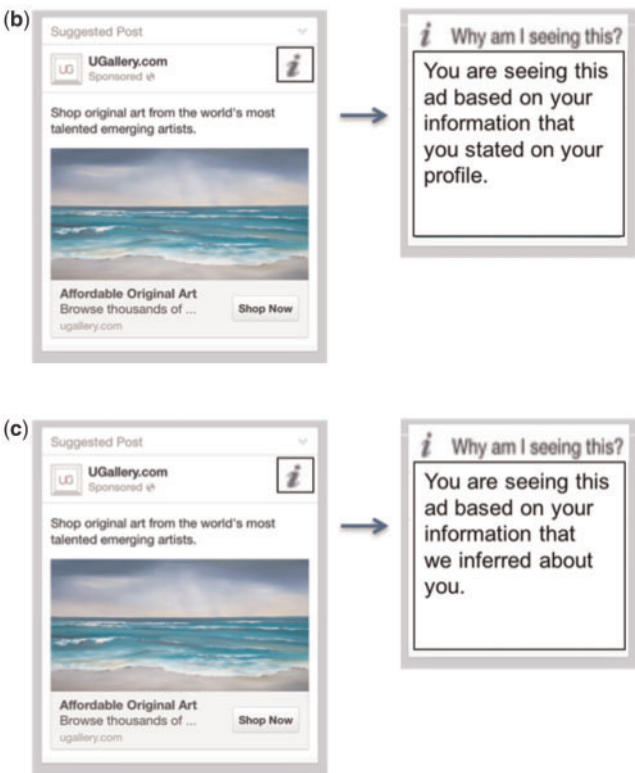 (b)
Suggested Post
UG
UGallery.com
Sponsored
i
Shop original art from the world's most
talented emerging artists.
Affordable Original Art
Browse thousands of ...
Shop Now
ugallery.com
i Why am I seeing this?
You are seeing this
ad based on your
information that
you stated on your
profile.
(c)
Suggested Post
UG
UGallery.com
Sponsored
i
Shop original art from the world's most
talented emerging artists.
Affordable Original Art
Browse thousands of ...
Shop Now
ugallery.com
i Why am I seeing this?
You are seeing this
ad based on your
information that
we inferred about
you.